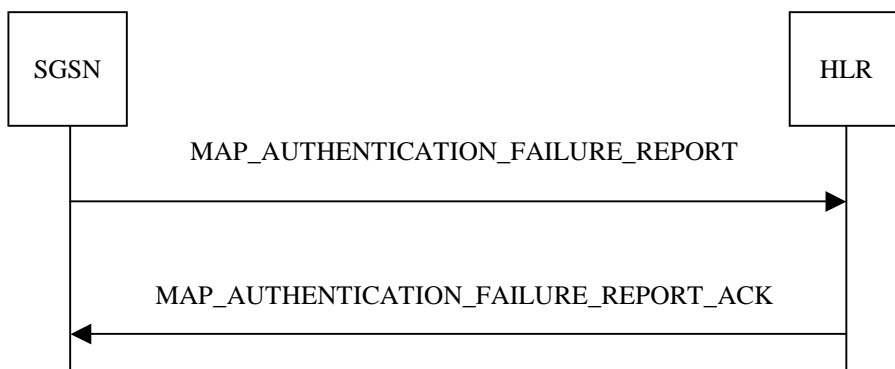 SGSN
HLR
MAP_AUTHENTICATION_FAILURE_REPORT
MAP_AUTHENTICATION_FAILURE_REPORT_ACK